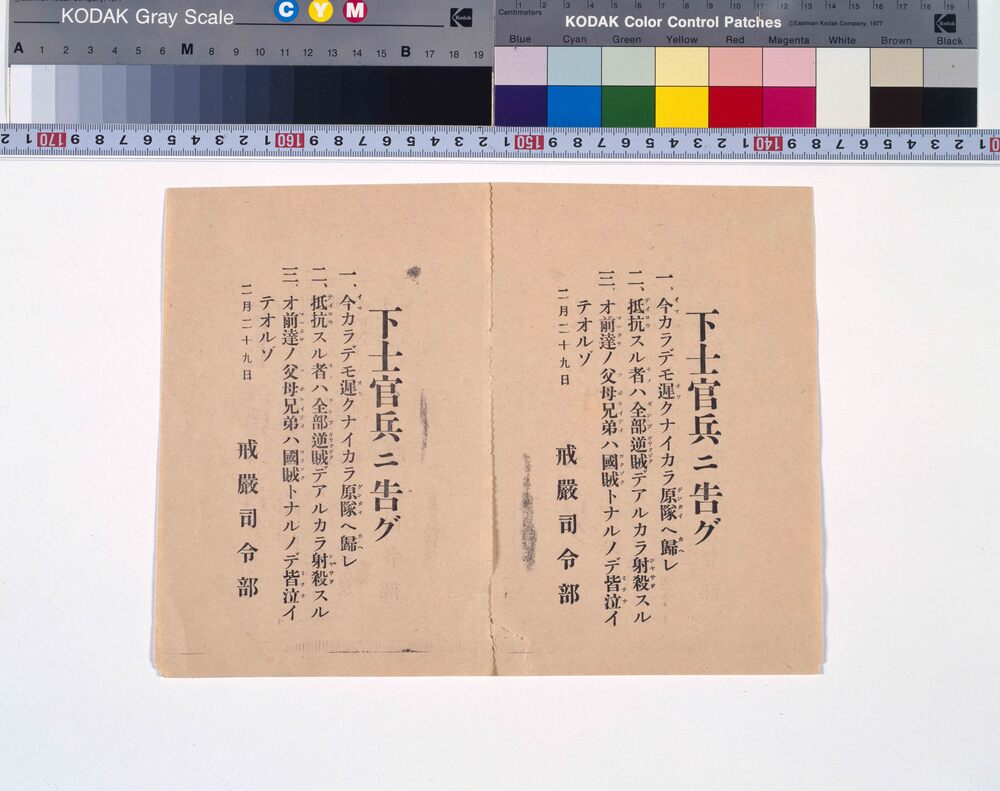 KODAK Gray Scale
C Y M
Kodak
A 1 2 3 4 5 6 M 8 9 10 11 12 13 14 15 B 17 18 19
Centimeters
KODAK Color Control Patches ©Eastman Kodak Company, 1977
Kodak
Blue Cyan Green Yellow Red Magenta White Brown Black
下士官兵ニ告グ
一、今カラデモ遲クナイカラ原隊ヘ歸レ
二、抵抗スル者ハ全部逆賊デアルカラ射殺スル
三、オ前達ノ父母兄弟ハ國賊トナルノデ皆泣イ
テオルゾ
二月二十九日
戒嚴司令部
下士官兵ニ告グ
一、今カラデモ遲クナイカラ原隊ヘ歸レ
二、抵抗スル者ハ全部逆賊デアルカラ射殺スル
三、オ前達ノ父母兄弟ハ國賊トナルノデ皆泣イ
テオルゾ
二月二十九日
戒嚴司令部